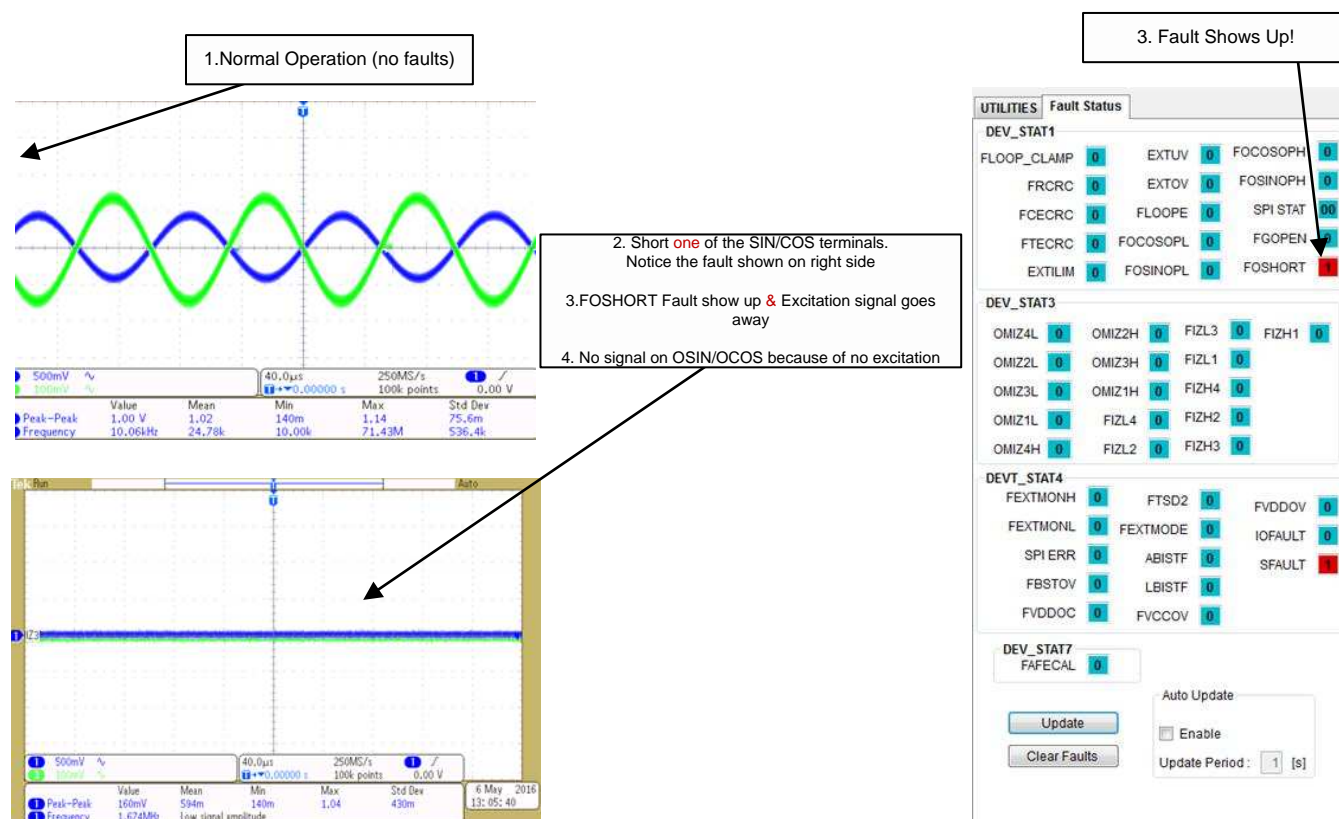 1.Normal Operation (no faults)
500mV
100mV
40.0µs
0.00000 s
250MS/s
100k points
1
0.00 V
Value Mean Min Max Std Dev
Peak-Peak 1.00 V 1.02 140m 1.14 75.6m
Frequency 10.06kHz 24.78k 10.00k 71.43M 536.4k
2. Short one of the SIN/COS terminals.
Notice the fault shown on right side
3.FOSHORT Fault show up & Excitation signal goes
away
4. No signal on OSIN/OCOS because of no excitation
Tek Run
Auto
1
1 500mV
100mV
40.0µs
0.00000 s
250MS/s
100k points
1
0.00 V
Value Mean Min Max Std Dev
1 Peak-Peak 160mV 594m 140m 1.04 430m
1 Frequency 1.674MHz Low signal amplitude
6 May 2016
13:05:40
3. Fault Shows Up!
UTILITIES Fault Status
DEV_STAT1
FLOOP_CLAMP 0 EXTUV 0 FOCOSOPH 0
FRCRC 0 EXTOV 0 FOSINOPH 0
FCECRC 0 FLOOPE 0 SPI STAT 00
FTECRC 0 FOCOSOPL 0 FGOPEN 0
EXTILIM 0 FOSINOPL 0 FOSHORT 1
DEV_STAT3
OMIZ4L 0 OMIZ2H 0 FIZL3 0 FIZH1 0
OMIZ2L 0 OMIZ3H 0 FIZL1 0
OMIZ3L 0 OMIZ1H 0 FIZH4 0
OMIZ1L 0 FIZL4 0 FIZH2 0
OMIZ4H 0 FIZL2 0 FIZH3 0
DEVT_STAT4
FEXTMONH 0 FTSD2 0 FVDDOV 0
FEXTMONL 0 FEXTMODE 0 IOFAULT 0
SPI ERR 0 ABISTF 0 SFAULT 1
FBSTOV 0 LBISTF 0
FVDDOC 0 FVCCOV 0
DEV_STAT7
FAFECAL 0
Auto Update
Update
Enable
Clear Faults
Update Period : 1 [s]